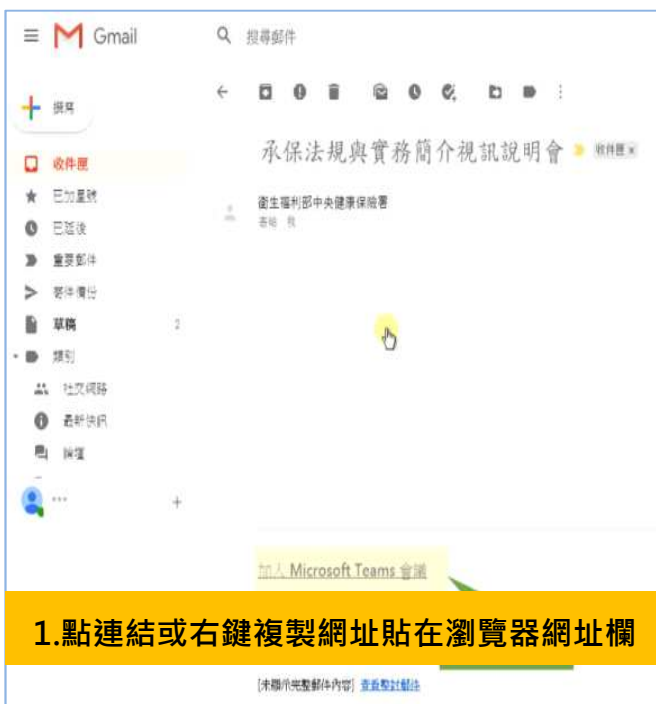 Gmail
搜尋郵件
撰寫
承保法規與實務簡介視訊說明會 收件匣 x
收件匣
已加星號
衛生福利部中央健康保險署
寄給 我
已延後
重要郵件
寄件備份
草稿 2
類別
社交網路
最新快訊
論壇
加入 Microsoft Teams 會議
1.點連結或右鍵複製網址貼在瀏覽器網址欄
[未顯示完整郵件內容] 查看整封郵件